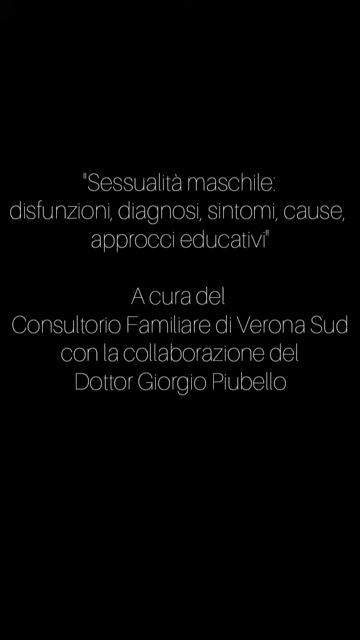 "Sessualità maschile:
disfunzioni, diagnosi, sintomi, cause,
approcci educativi"
A cura del
Consultorio Familiare di Verona Sud
con la collaborazione del
Dottor Giorgio Piubello